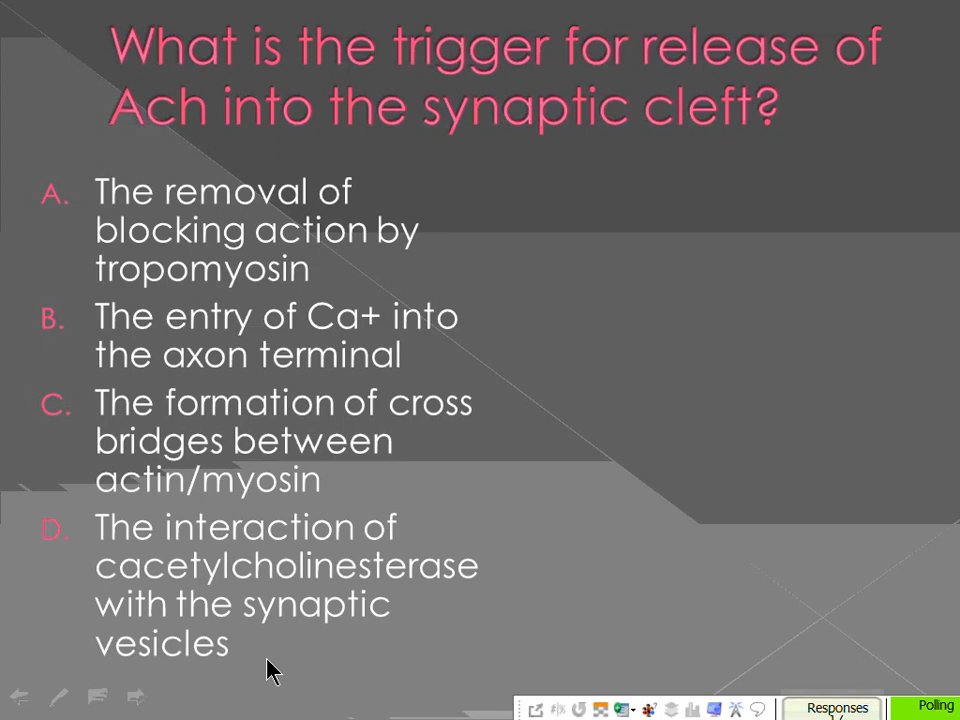 What is the trigger for release of
Ach into the synaptic cleft?
A. The removal of
blocking action by
tropomyosin
B. The entry of Ca+ into
the axon terminal
C. The formation of cross
bridges between
actin/myosin
D. The interaction of
cacetylcholinesterase
with the synaptic
vesicles
Responses
Polling